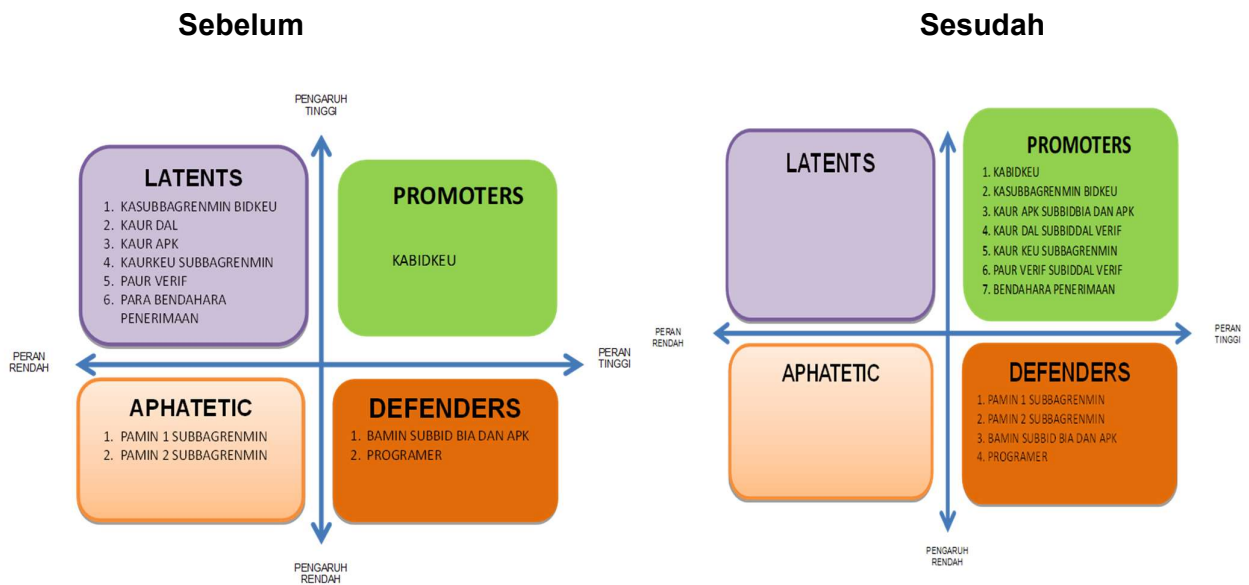 Sebelum
PENGARUH
TINGGI
LATENTS
1. KASUBBAGRENMIN BIDKEU
2. KAUR DAL
3. KAUR APK
4. KAURKEU SUBBAGRENMIN
5. PAUR VERIF
6. PARA BENDAHARA
PENERIMAAN
PROMOTERS
KABIDKEU
PERAN
RENDAH
PERAN
TINGGI
APHATETIC
1. PAMIN 1 SUBBAGRENMIN
2. PAMIN 2 SUBBAGRENMIN
DEFENDERS
1. BAMIN SUBBID BIA DAN APK
2. PROGRAMER
PENGARUH
RENDAH
Sesudah
LATENTS
PROMOTERS
1. KABIDKEU
2. KASUBBAGRENMIN BIDKEU
3. KAUR APK SUBBIDBIA DAN APK
4. KAUR DAL SUBBIDDAL VERIF
5. KAUR KEU SUBBAGRENMIN
6. PAUR VERIF SUBIDDAL VERIF
7. BENDAHARA PENERIMAAN
PERAN
RENDAH
PERAN
TINGGI
APHATETIC
DEFENDERS
1. PAMIN 1 SUBBAGRENMIN
2. PAMIN 2 SUBBAGRENMIN
3. BAMIN SUBBID BIA DAN APK
4. PROGRAMER
PENGARUH
RENDAH